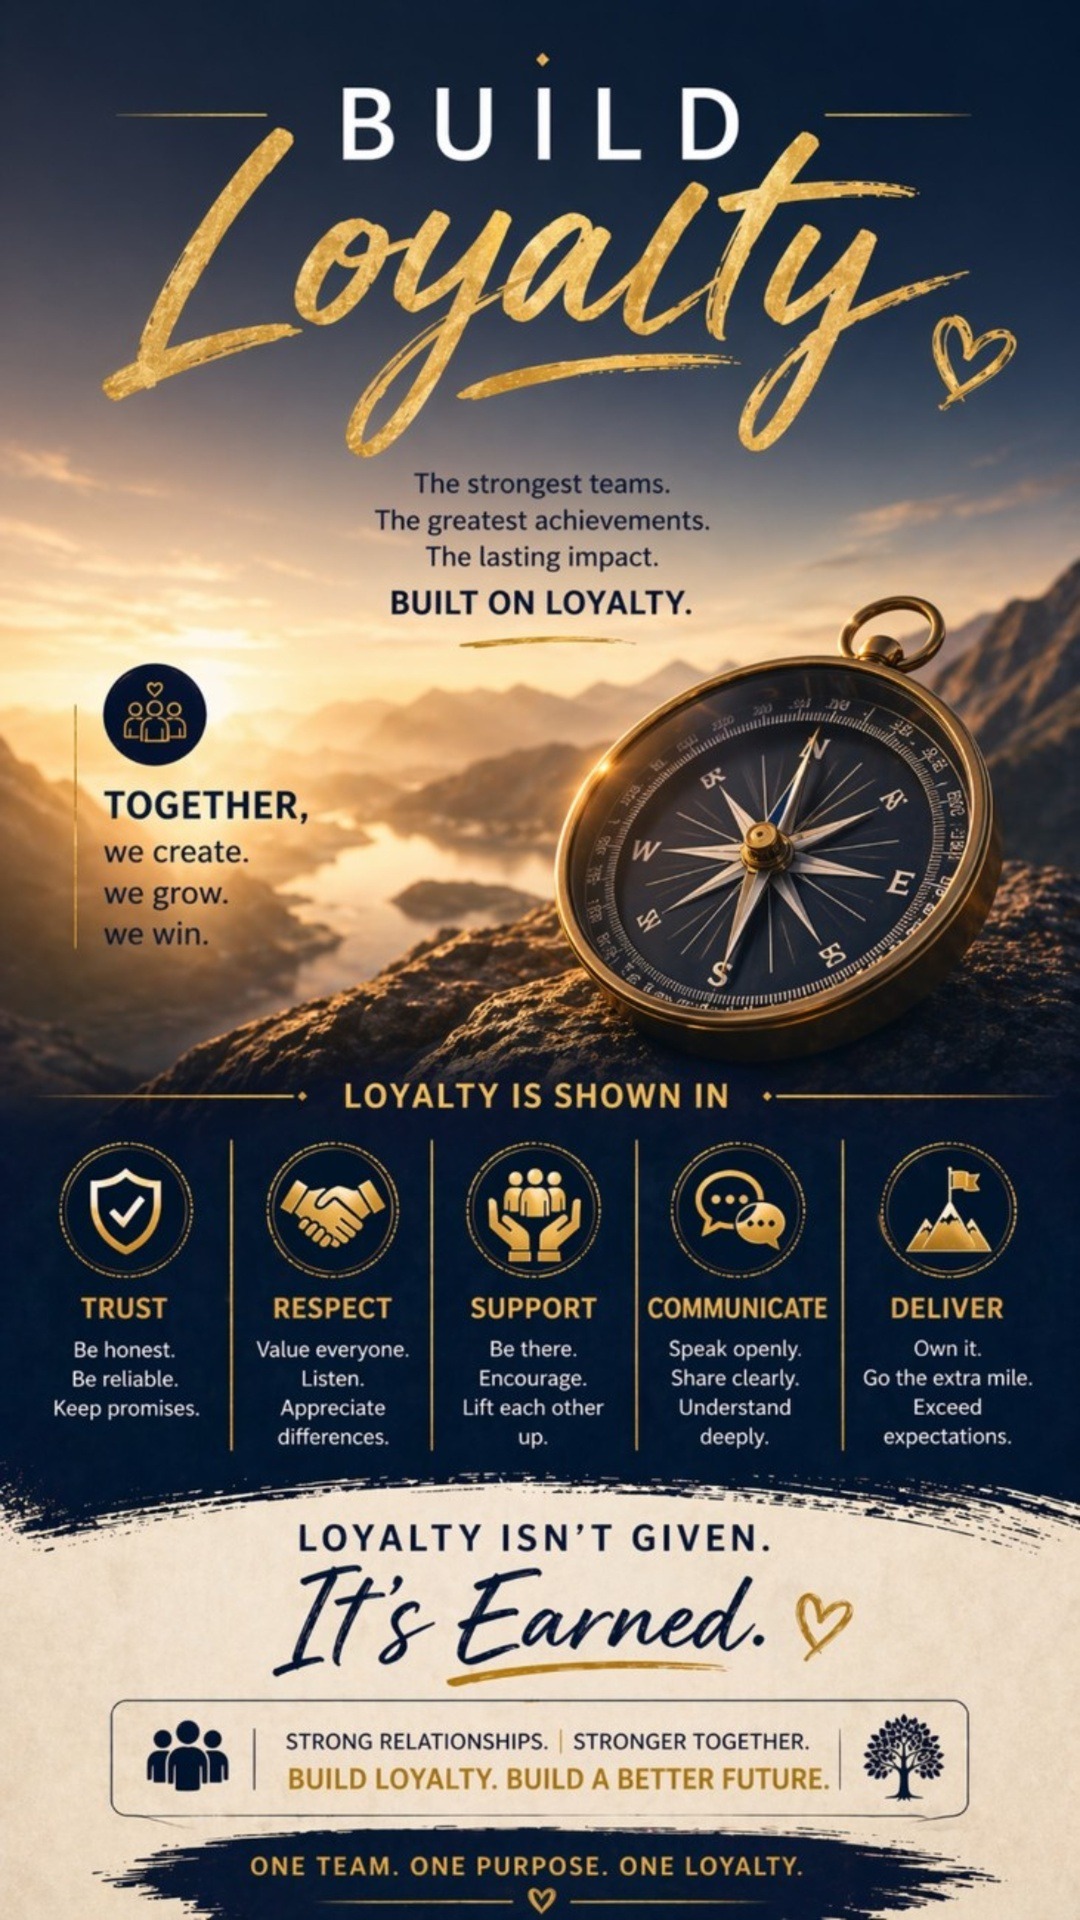 BUILD
Loyalty
The strongest teams.
The greatest achievements.
The lasting impact.
BUILT ON LOYALTY.
TOGETHER,
we create.
we grow.
we win.
N
W
E
S
LOYALTY IS SHOWN IN
TRUST
Be honest.
Be reliable.
Keep promises.
RESPECT
Value everyone.
Listen.
Appreciate
differences.
SUPPORT
Be there.
Encourage.
Lift each other
up.
COMMUNICATE
Speak openly.
Share clearly.
Understand
deeply.
DELIVER
Own it.
Go the extra mile.
Exceed
expectations.
LOYALTY ISN'T GIVEN.
It's Earned.
STRONG RELATIONSHIPS. | STRONGER TOGETHER.
BUILD LOYALTY. BUILD A BETTER FUTURE.
ONE TEAM. ONE PURPOSE. ONE LOYALTY.